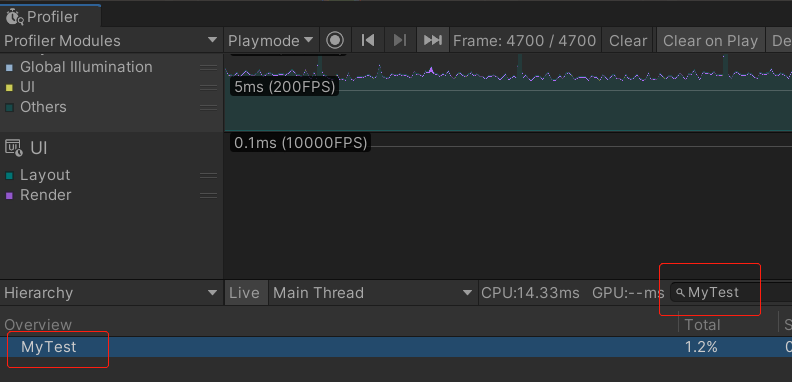 Profiler
Profiler Modules Playmode Frame: 4700 / 4700 Clear Clear on Play De
Global Illumination
UI
Others
5ms (200FPS)
0.1ms (10000FPS)
UI
Layout
Render
Hierarchy Live Main Thread CPU:14.33ms GPU:--ms MyTest
Overview Total S
MyTest 1.2% 0